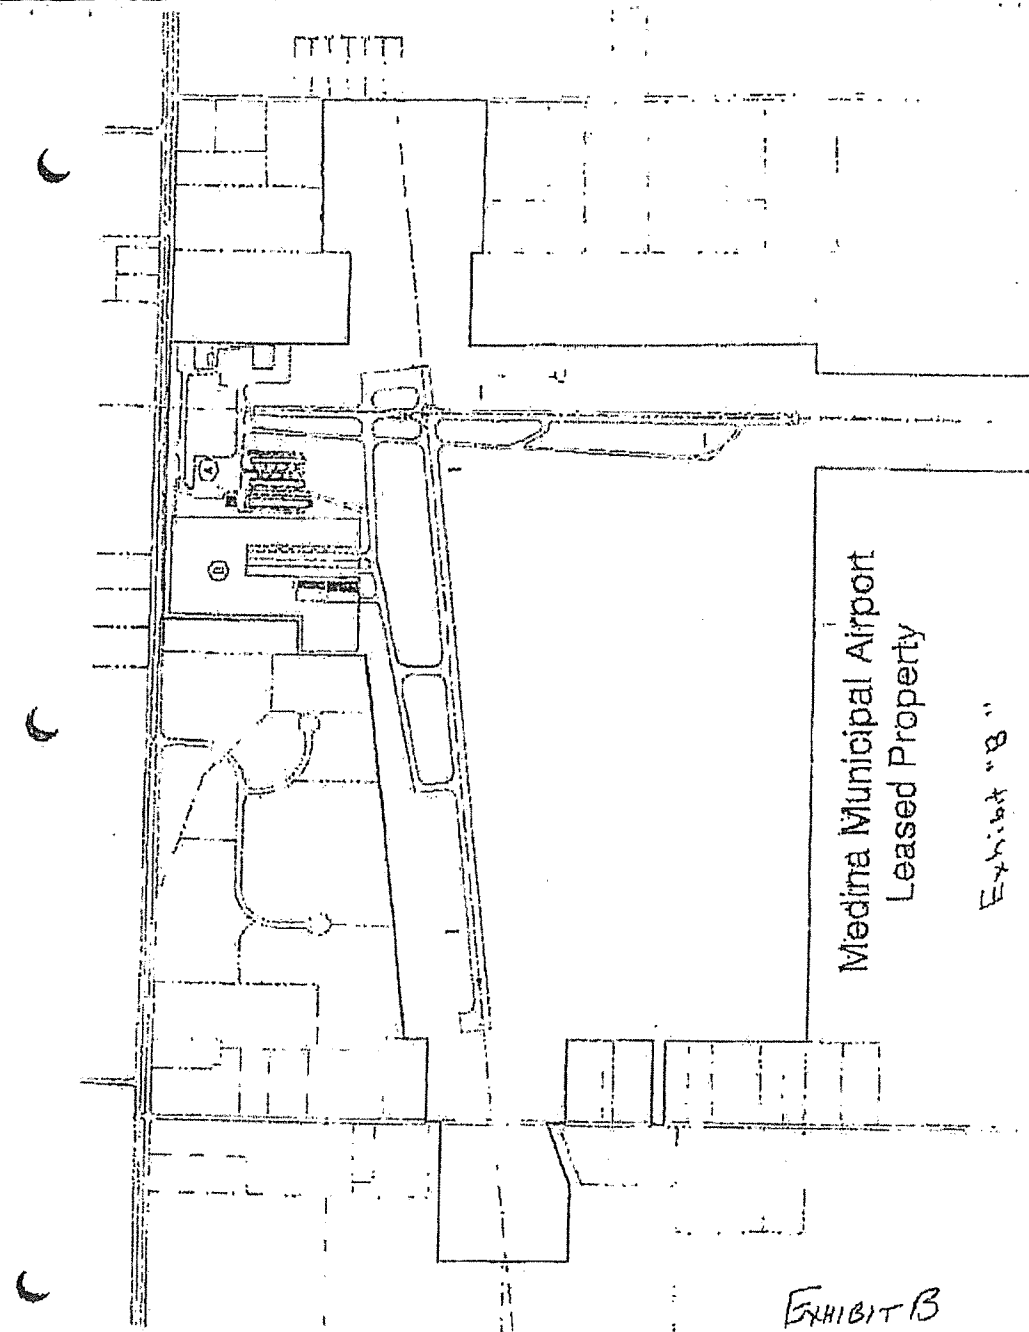 A
B
Medina Municipal Airport
Leased Property
Exhibit "B"
EXHIBIT B